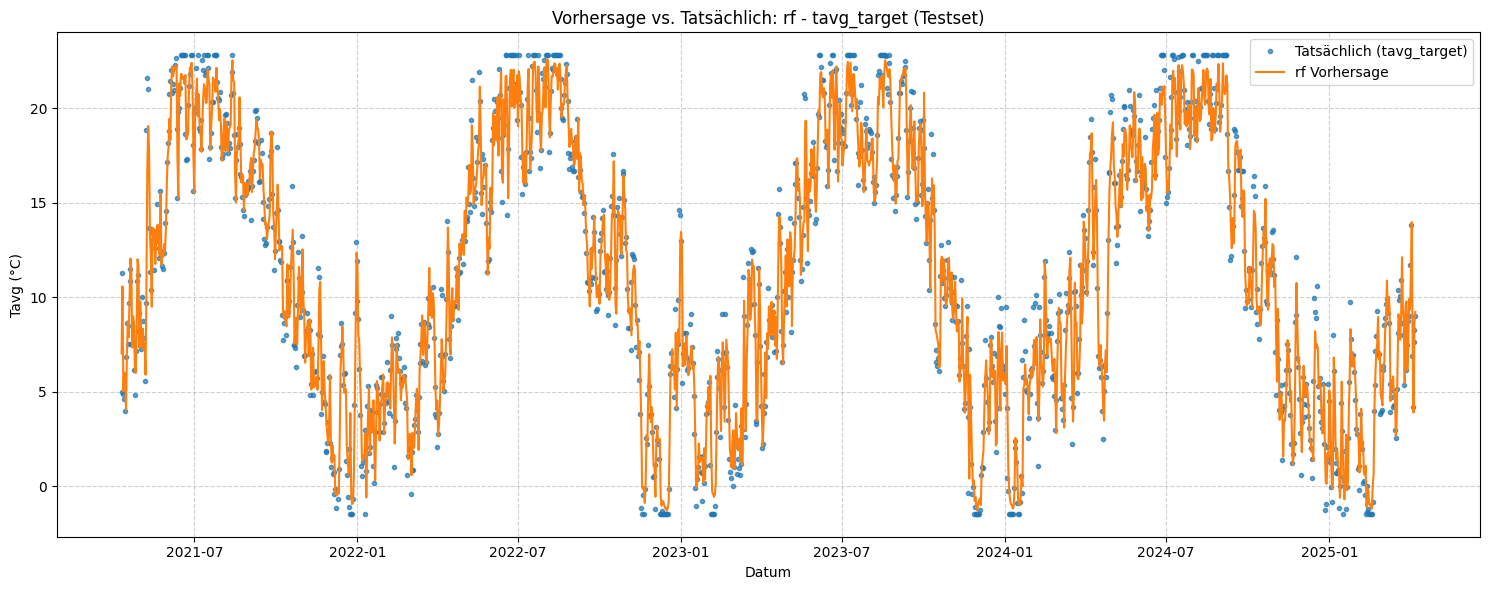 Vorhersage vs. Tatsächlich: rf - tavg_target (Testset)
Tatsächlich (tavg_target)
rf Vorhersage
Tavg (°C)
20
15
10
5
0
2021-07
2022-01
2022-07
2023-01
2023-07
2024-01
2024-07
2025-01
Datum